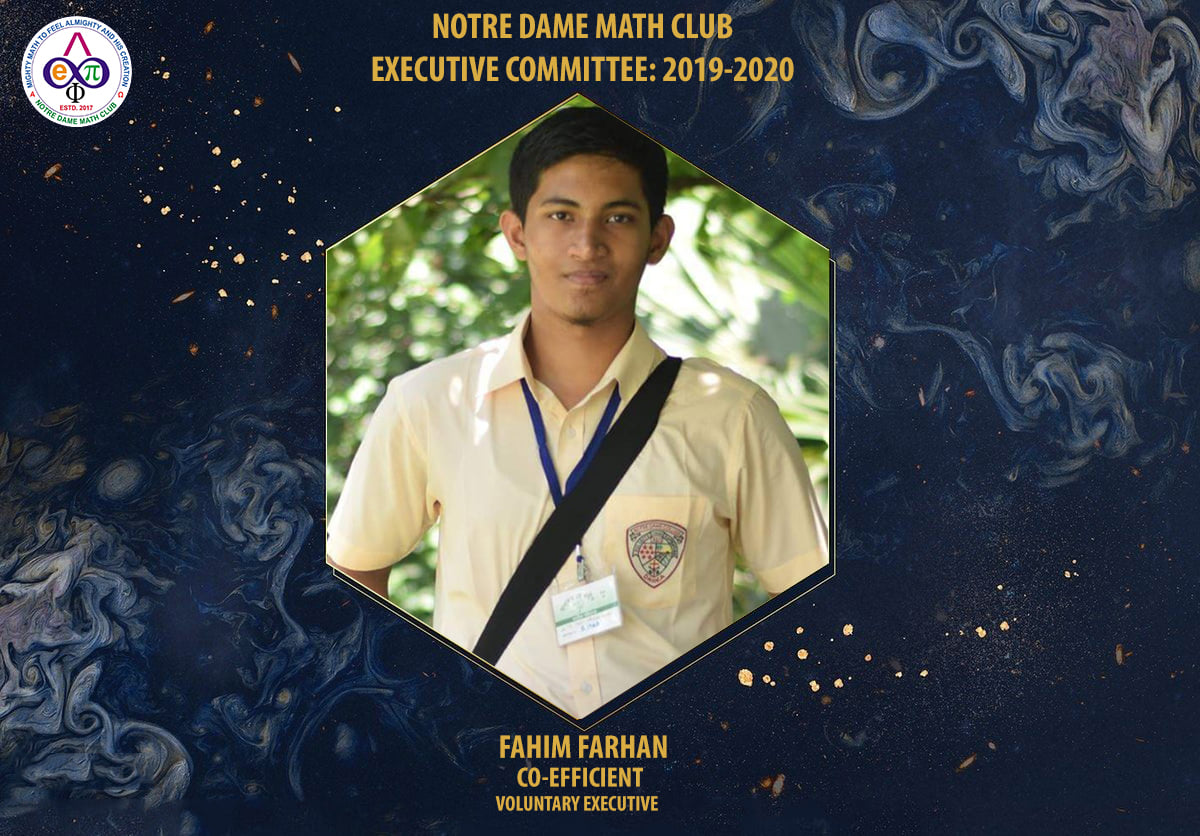 NOTRE DAME MATH CLUB
EXECUTIVE COMMITTEE: 2019-2020
MIGHTY MATH TO FEEL ALMIGHTY AND HIS CREATION
e π
Φ
A Ω
ESTD. 2017
NOTRE DAME MATH CLUB
DHAKA
FAHIM FARHAN
CO-EFFICIENT
VOLUNTARY EXECUTIVE